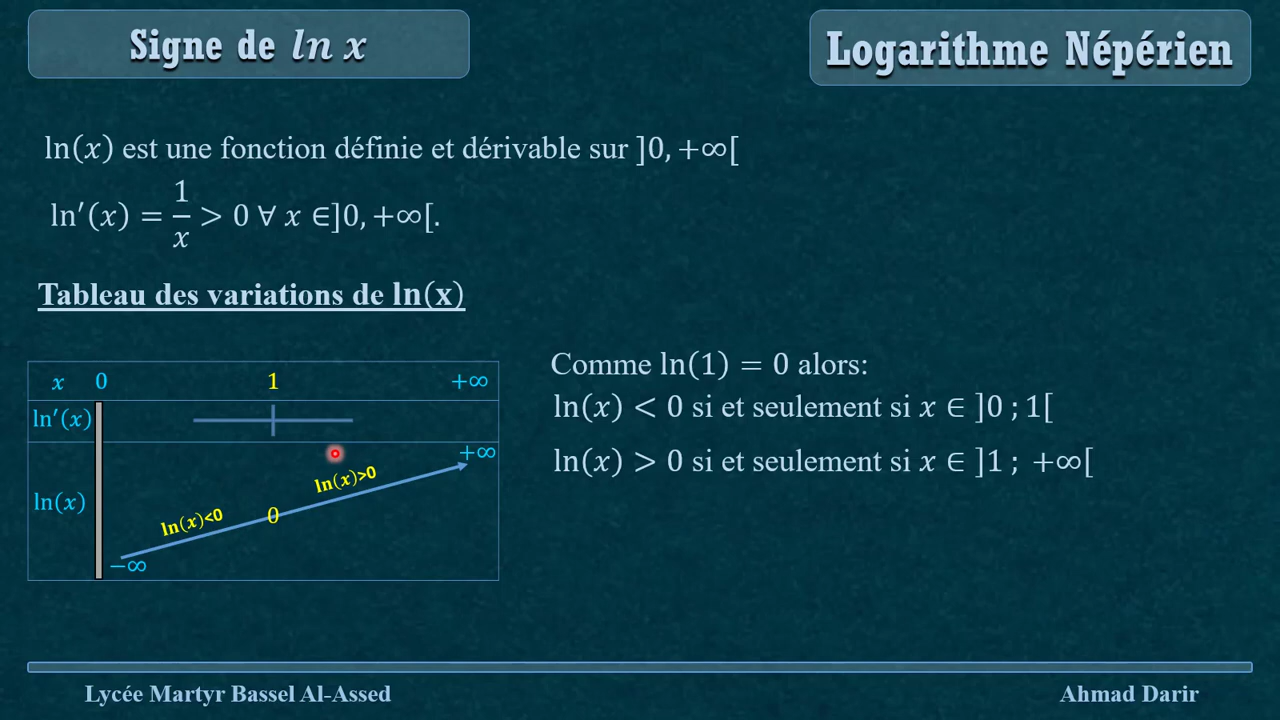 Signe de ln x
Logarithme Népérien
ln(x) est une fonction définie et dérivable sur ]0, +∞[
ln′(x) = 1/x > 0 ∀ x ∈]0, +∞[.
Tableau des variations de ln(x)
x 0 1 +∞
ln′(x) +
ln(x) −∞ ln(x)<0 0 ln(x)>0 +∞
Comme ln(1) = 0 alors:
ln(x) < 0 si et seulement si x ∈ ]0 ; 1[
ln(x) > 0 si et seulement si x ∈ ]1 ; +∞[
Lycée Martyr Bassel Al-Assed
Ahmad Darir